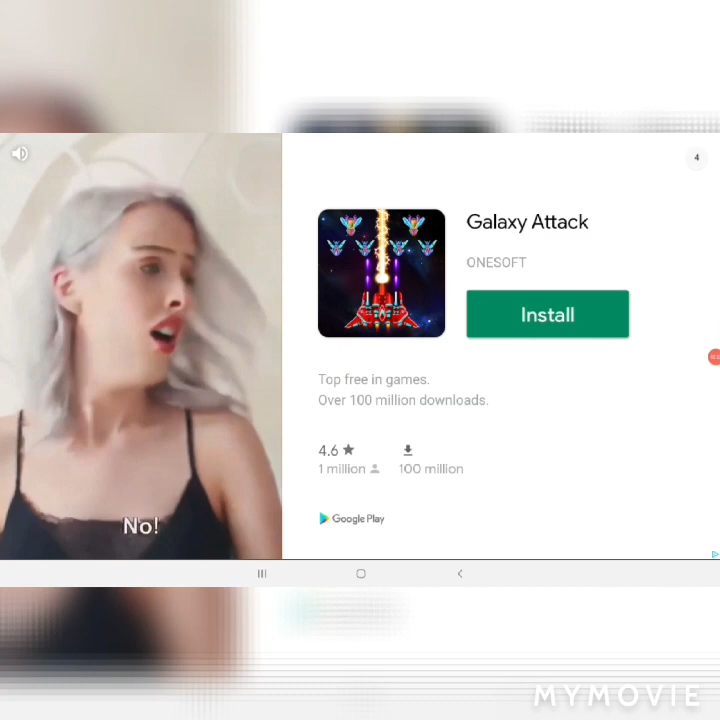 4
Galaxy Attack
ONESOFT
Install
Top free in games.
Over 100 million downloads.
4.6 ★
1 million
100 million
Google Play
No!
MYMOVIE